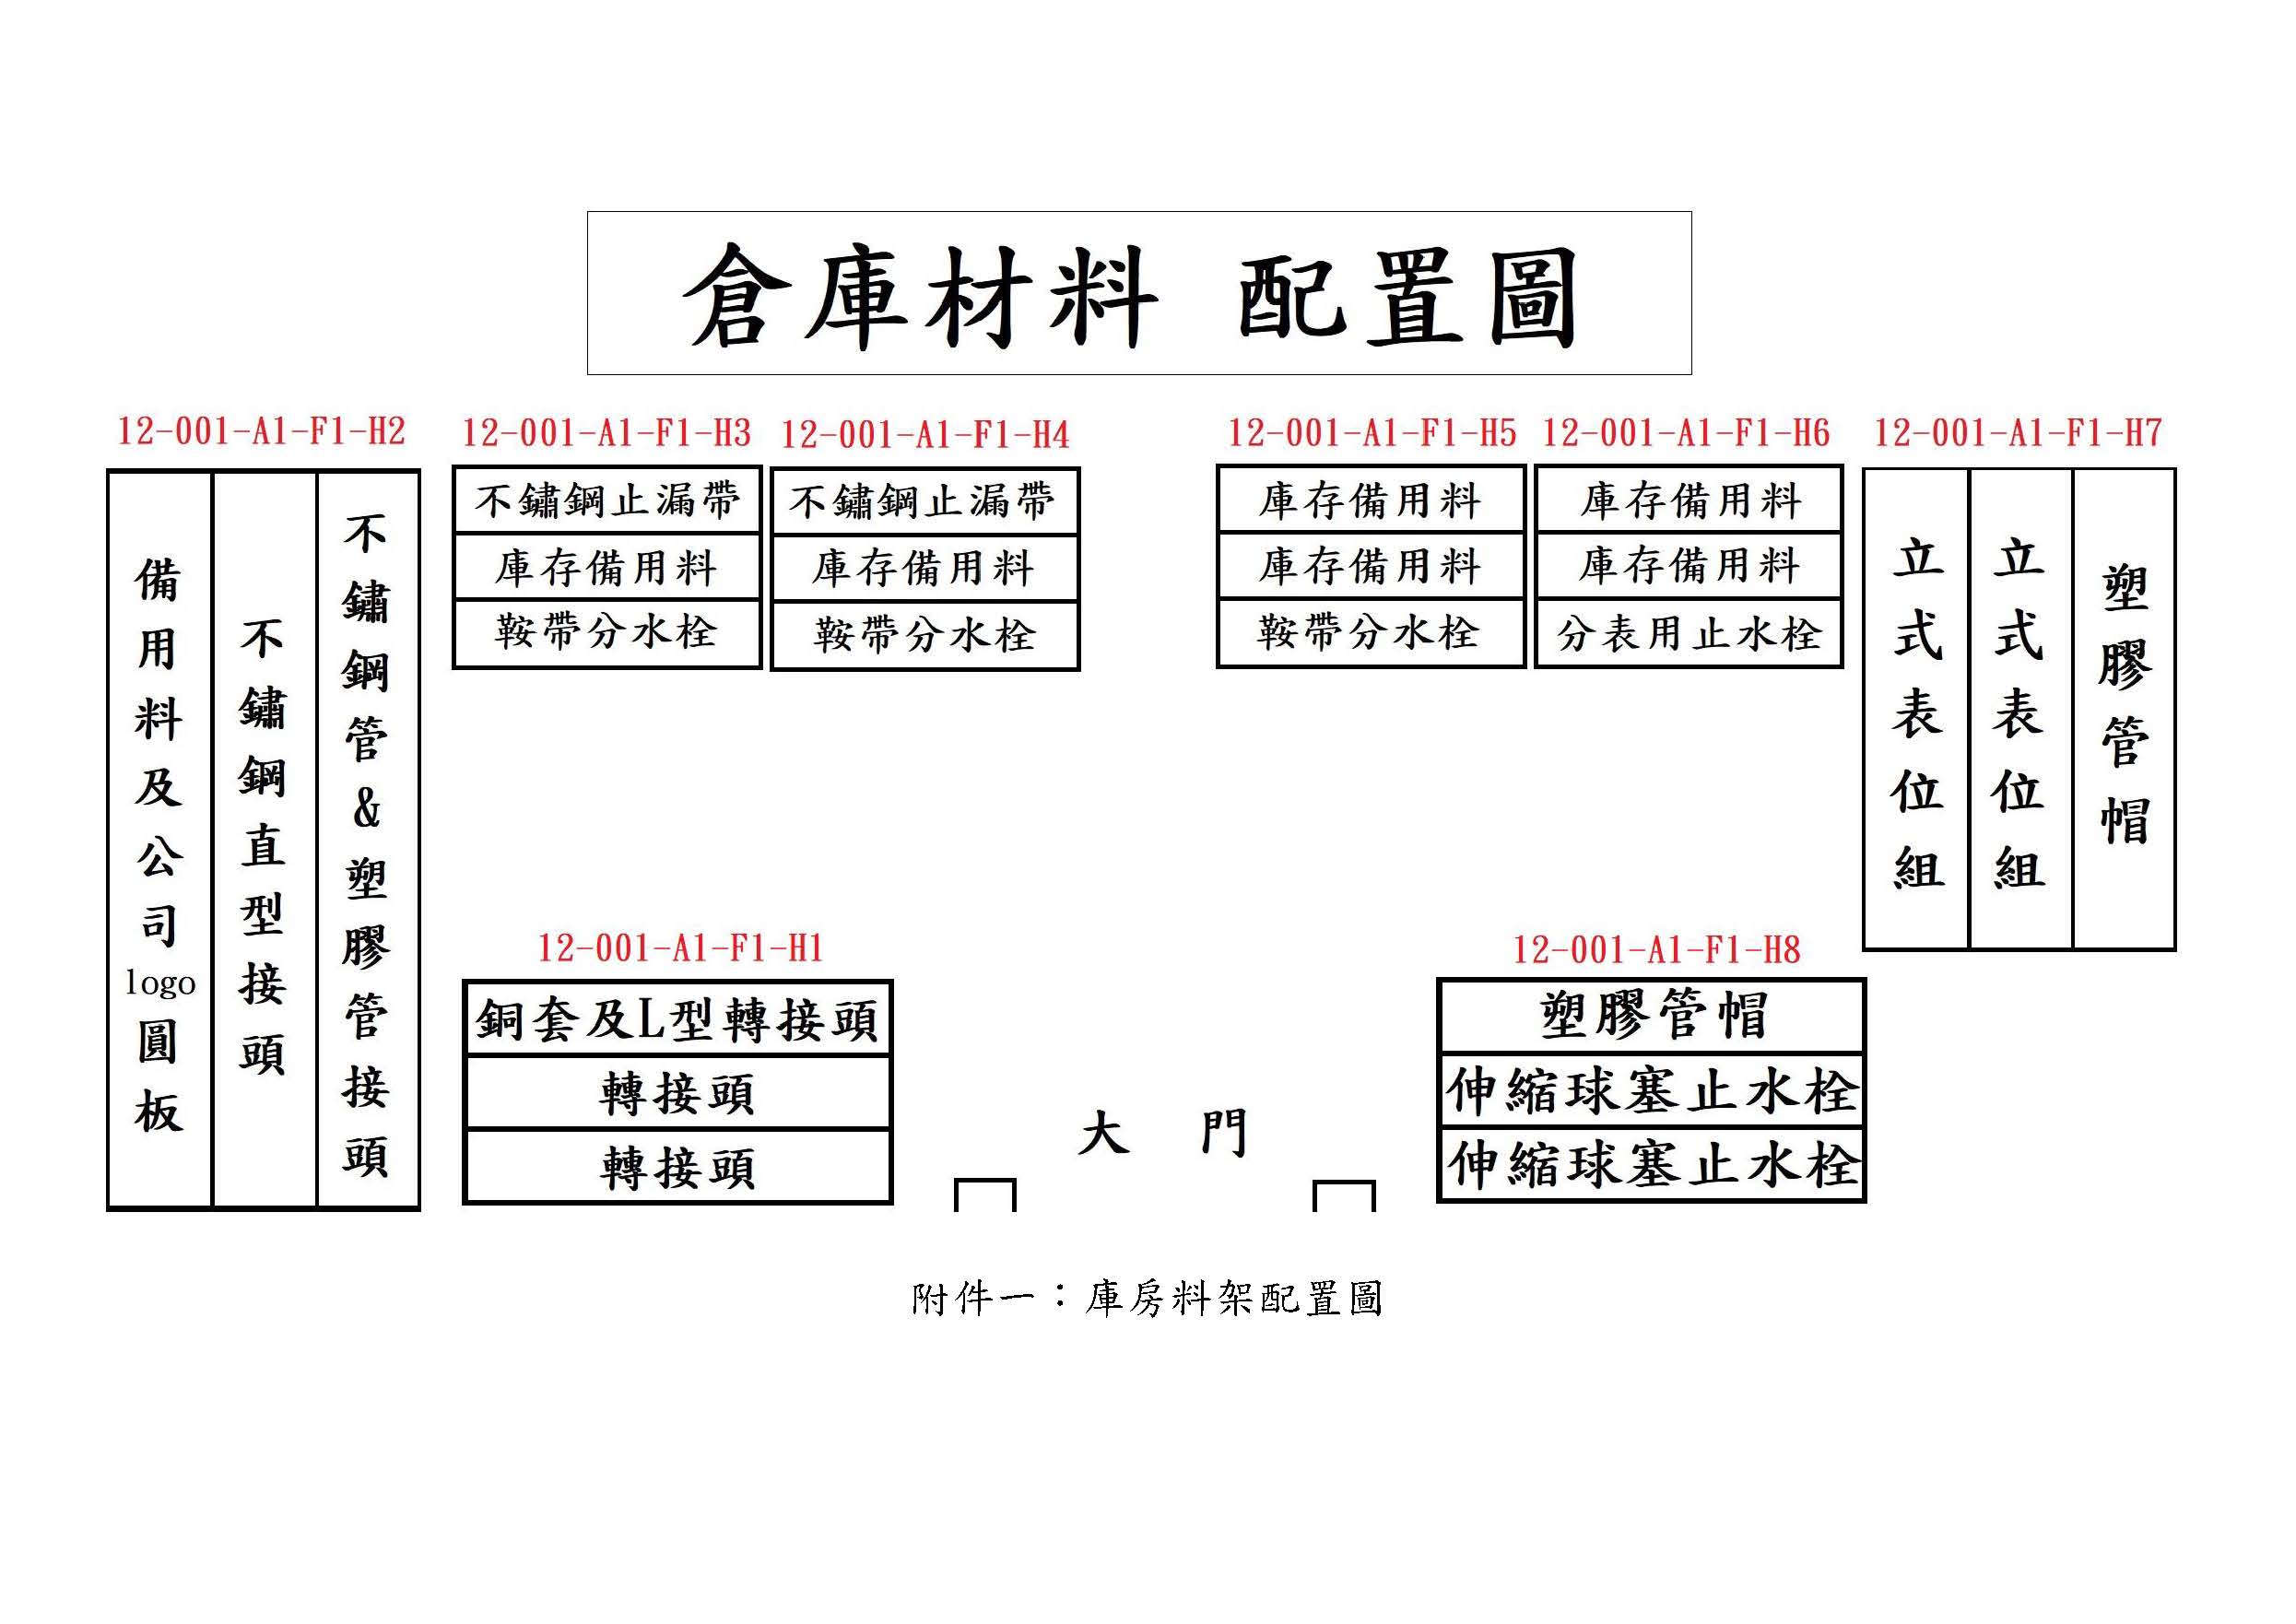 倉庫材料 配置圖
12-001-A1-F1-H2
備用料及公司logo圓板
不鏽鋼直型接頭
不鏽鋼管&塑膠管接頭
12-001-A1-F1-H3
不鏽鋼止漏帶
庫存備用料
鞍帶分水栓
12-001-A1-F1-H4
不鏽鋼止漏帶
庫存備用料
鞍帶分水栓
12-001-A1-F1-H5
庫存備用料
庫存備用料
鞍帶分水栓
12-001-A1-F1-H6
庫存備用料
庫存備用料
分表用止水栓
12-001-A1-F1-H7
立式表位組
立式表位組
塑膠管帽
12-001-A1-F1-H1
銅套及L型轉接頭
轉接頭
轉接頭
大 門
12-001-A1-F1-H8
塑膠管帽
伸縮球塞止水栓
伸縮球塞止水栓
附件一：庫房料架配置圖